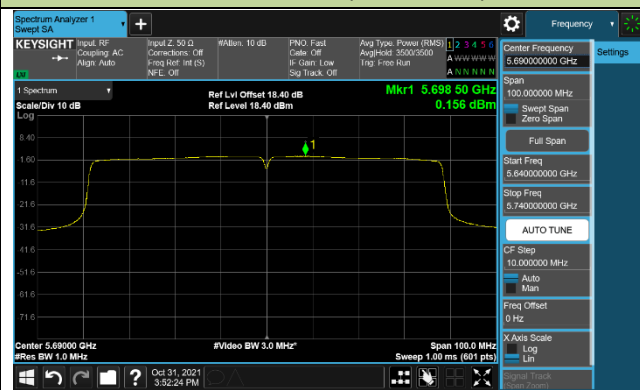 Spectrum Analyzer 1
Swept SA
+
Frequency
KEYSIGHT
Input: RF
Coupling: AC
Align: Auto
Input Z: 50 Ω
Corrections: Off
Freq Ref: Int (S)
NFE: Off
#Atten: 10 dB
PNO: Fast
Gate: Off
IF Gain: Low
Sig Track: Off
Avg Type: Power (RMS)
Avg|Hold: 3500/3500
Trig: Free Run
1 2 3 4 5 6
A W W W W W
A N N N N N
LXI
Center Frequency
5.690000000 GHz
Settings
Span
100.000000 MHz
Swept Span
Zero Span
Full Span
Start Freq
5.640000000 GHz
Stop Freq
5.740000000 GHz
AUTO TUNE
CF Step
10.000000 MHz
Auto
Man
Freq Offset
0 Hz
X Axis Scale
Log
Lin
Signal Track
(Span Zoom)
1 Spectrum
Scale/Div 10 dB
Log
Ref Lvl Offset 18.40 dB
Ref Level 18.40 dBm
Mkr1 5.698 50 GHz
0.156 dBm
1
8.40
-1.60
-11.6
-21.6
-31.6
-41.6
-51.6
-61.6
-71.6
Center 5.69000 GHz
#Res BW 1.0 MHz
#Video BW 3.0 MHz*
Span 100.0 MHz
Sweep 1.00 ms (601 pts)
?
Oct 31, 2021
3:52:24 PM